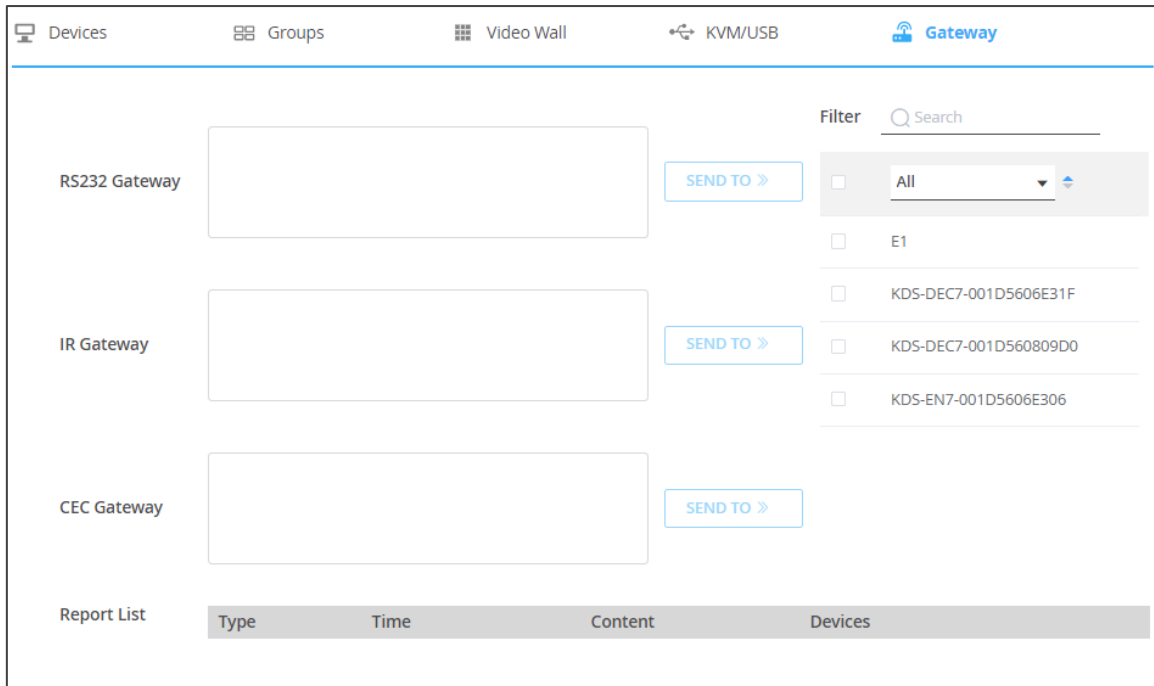 Devices Groups Video Wall KVM/USB Gateway
Filter Search
RS232 Gateway SEND TO » All
E1
KDS-DEC7-001D5606E31F
IR Gateway SEND TO » KDS-DEC7-001D560809D0
KDS-EN7-001D5606E306
CEC Gateway SEND TO »
Report List Type Time Content Devices